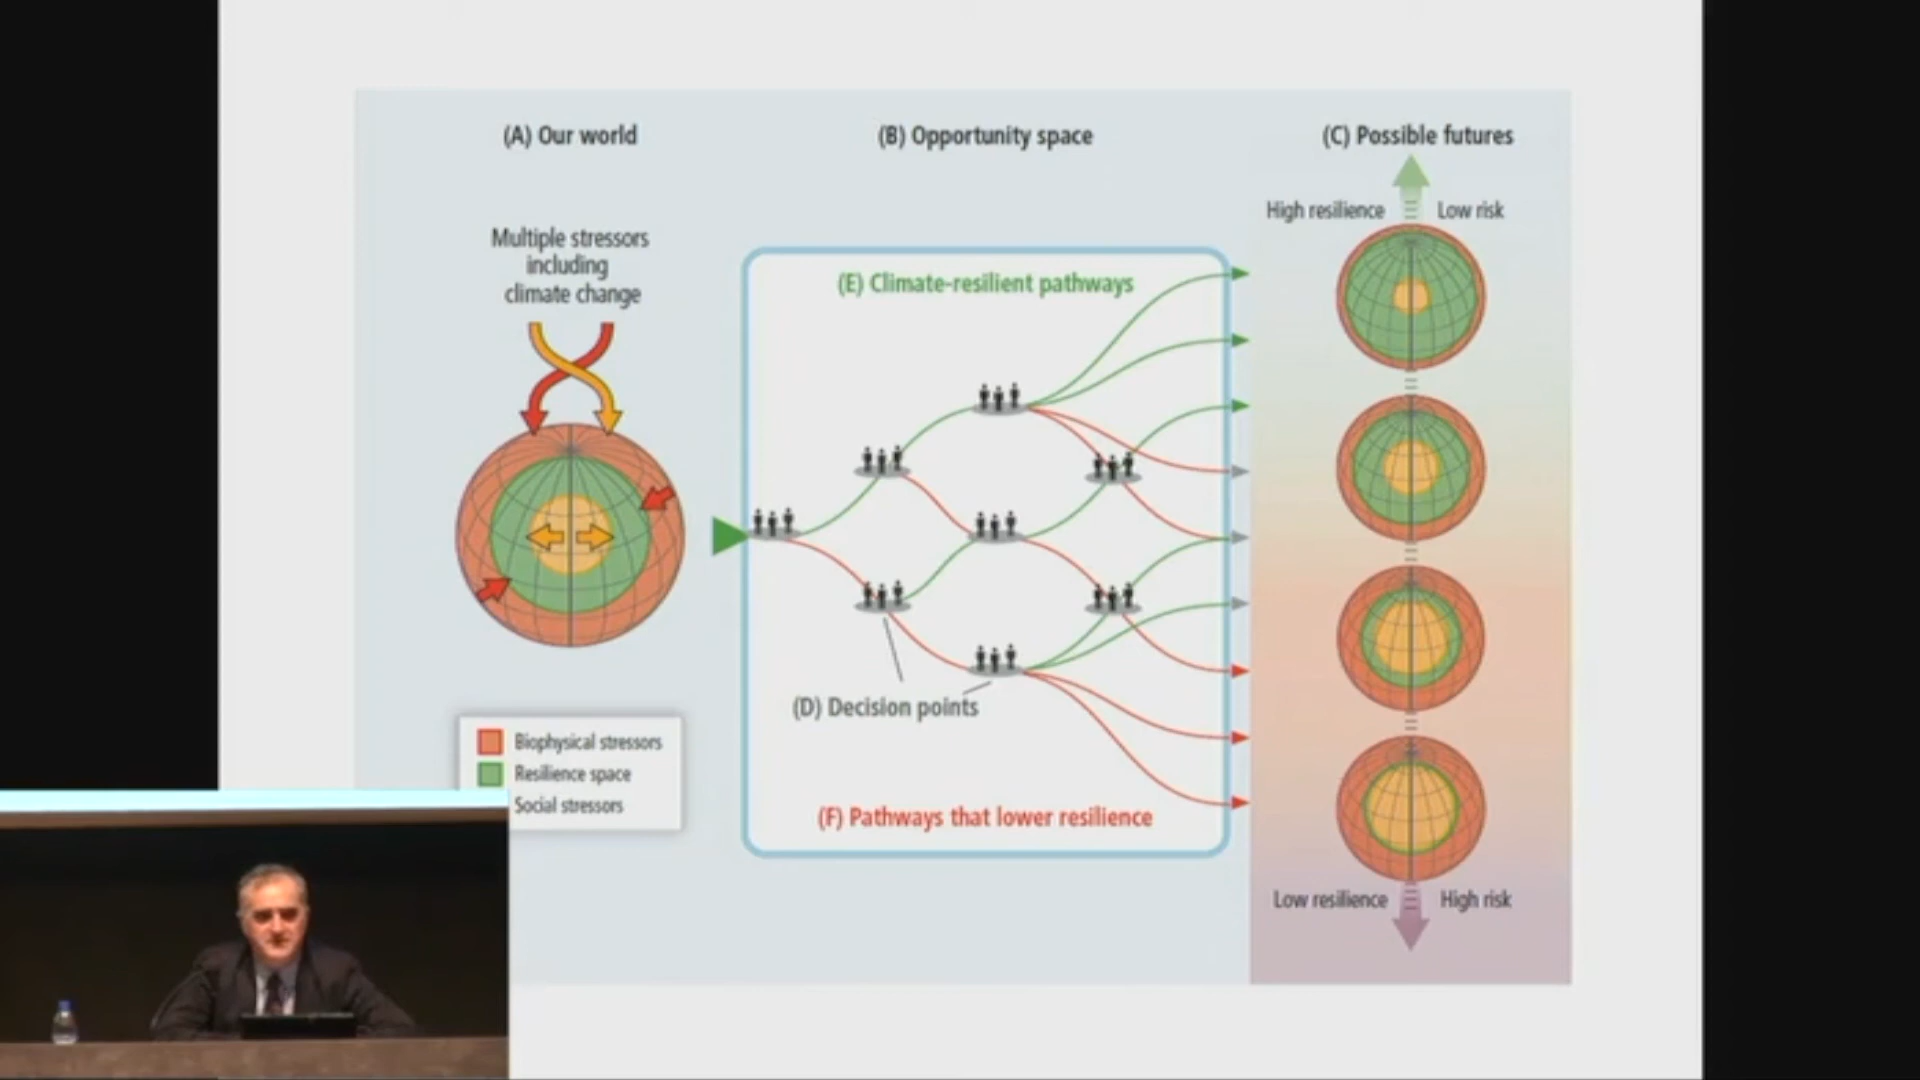 (A) Our world
(B) Opportunity space
(C) Possible futures
High resilience
Low risk
Multiple stressors
including
climate change
(E) Climate-resilient pathways
(D) Decision points
Biophysical stressors
Resilience space
Social stressors
(F) Pathways that lower resilience
Low resilience
High risk